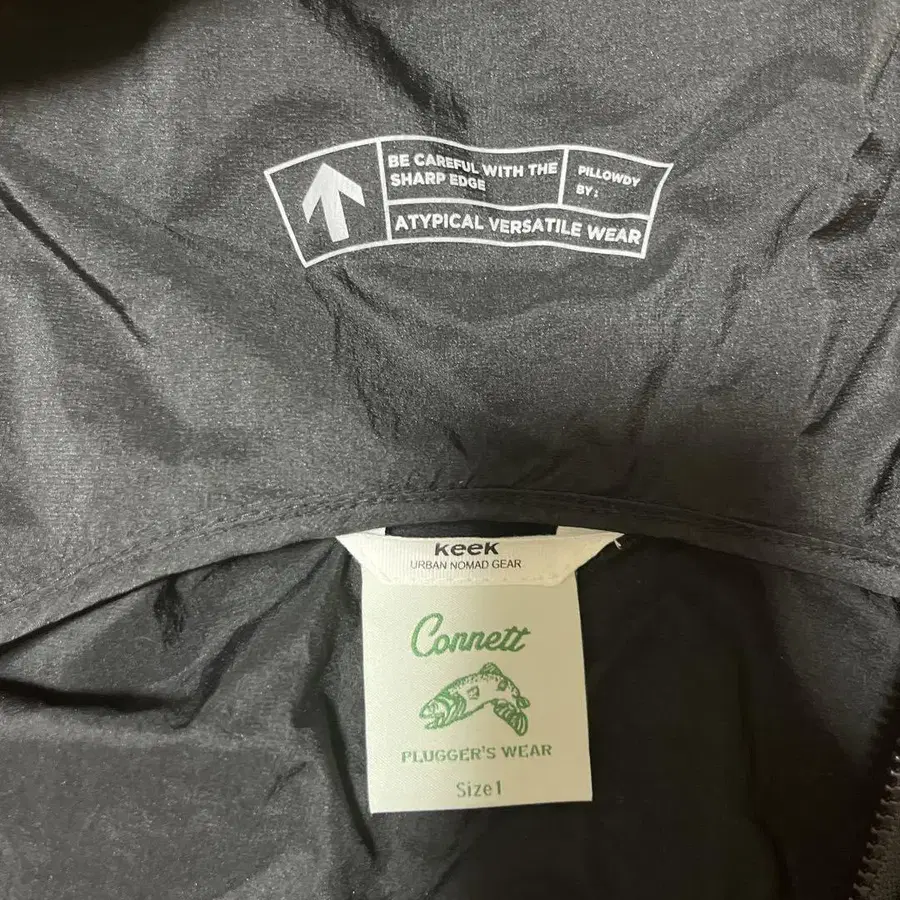 BE CAREFUL WITH THE
SHARP EDGE
PILLOWDY
BY:
ATYPICAL VERSATILE WEAR
keek
URBAN NOMAD GEAR
Connett
PLUGGER'S WEAR
Size1